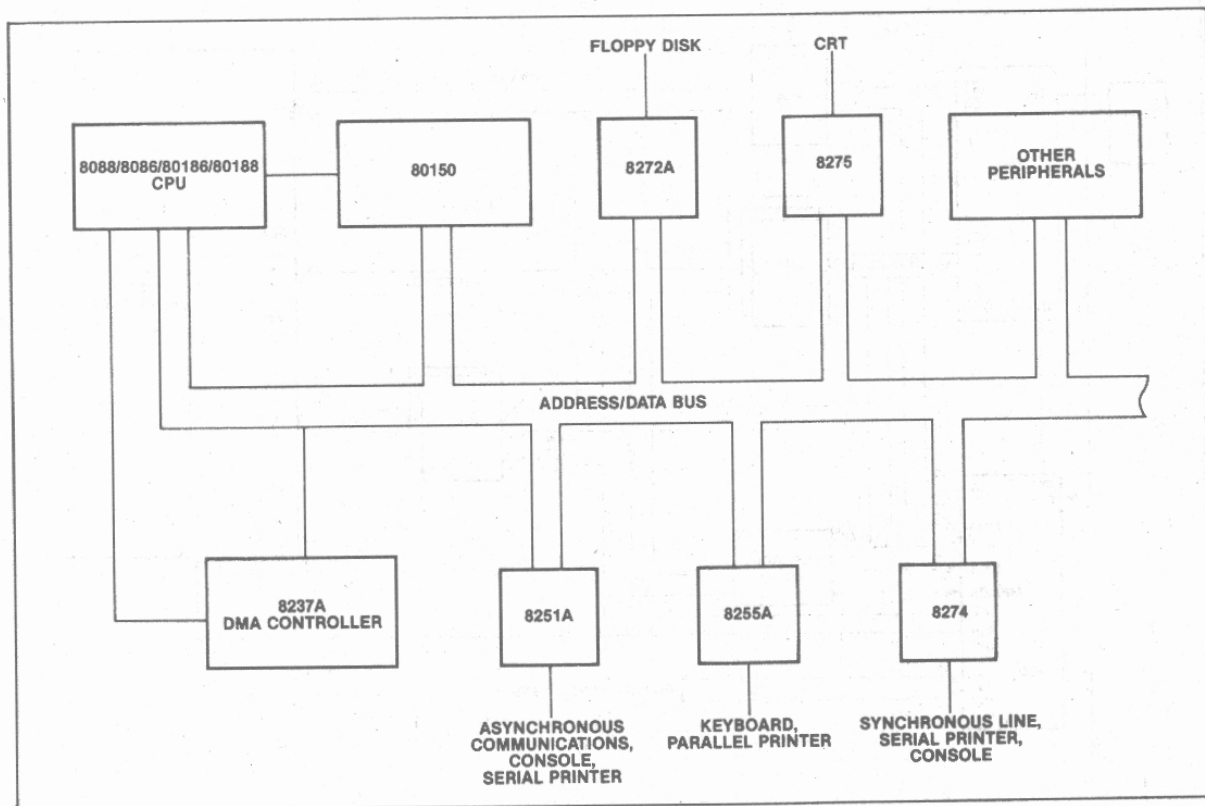 FLOPPY DISK
CRT
8088/8086/80186/80188
CPU
80150
8272A
8275
OTHER
PERIPHERALS
ADDRESS/DATA BUS
8237A
DMA CONTROLLER
8251A
8255A
8274
ASYNCHRONOUS
COMMUNICATIONS,
CONSOLE,
SERIAL PRINTER
KEYBOARD,
PARALLEL PRINTER
SYNCHRONOUS LINE,
SERIAL PRINTER,
CONSOLE